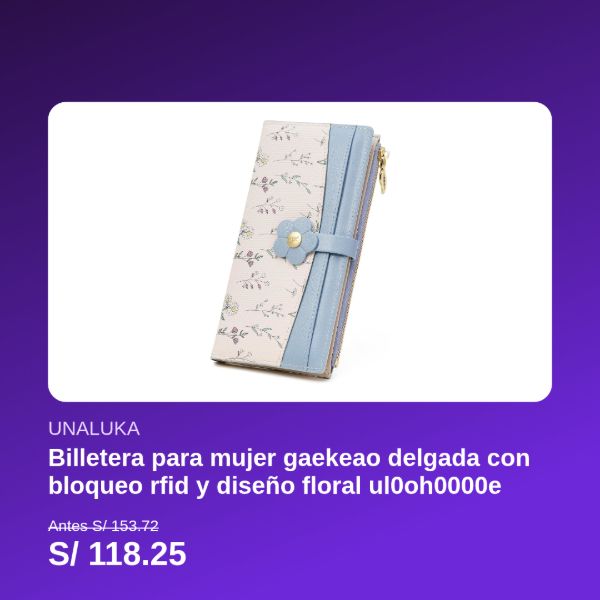 UNALUKA
Billetera para mujer gaekeao delgada con
bloqueo rfid y diseño floral ul0oh0000e
Antes S/ 153.72
S/ 118.25